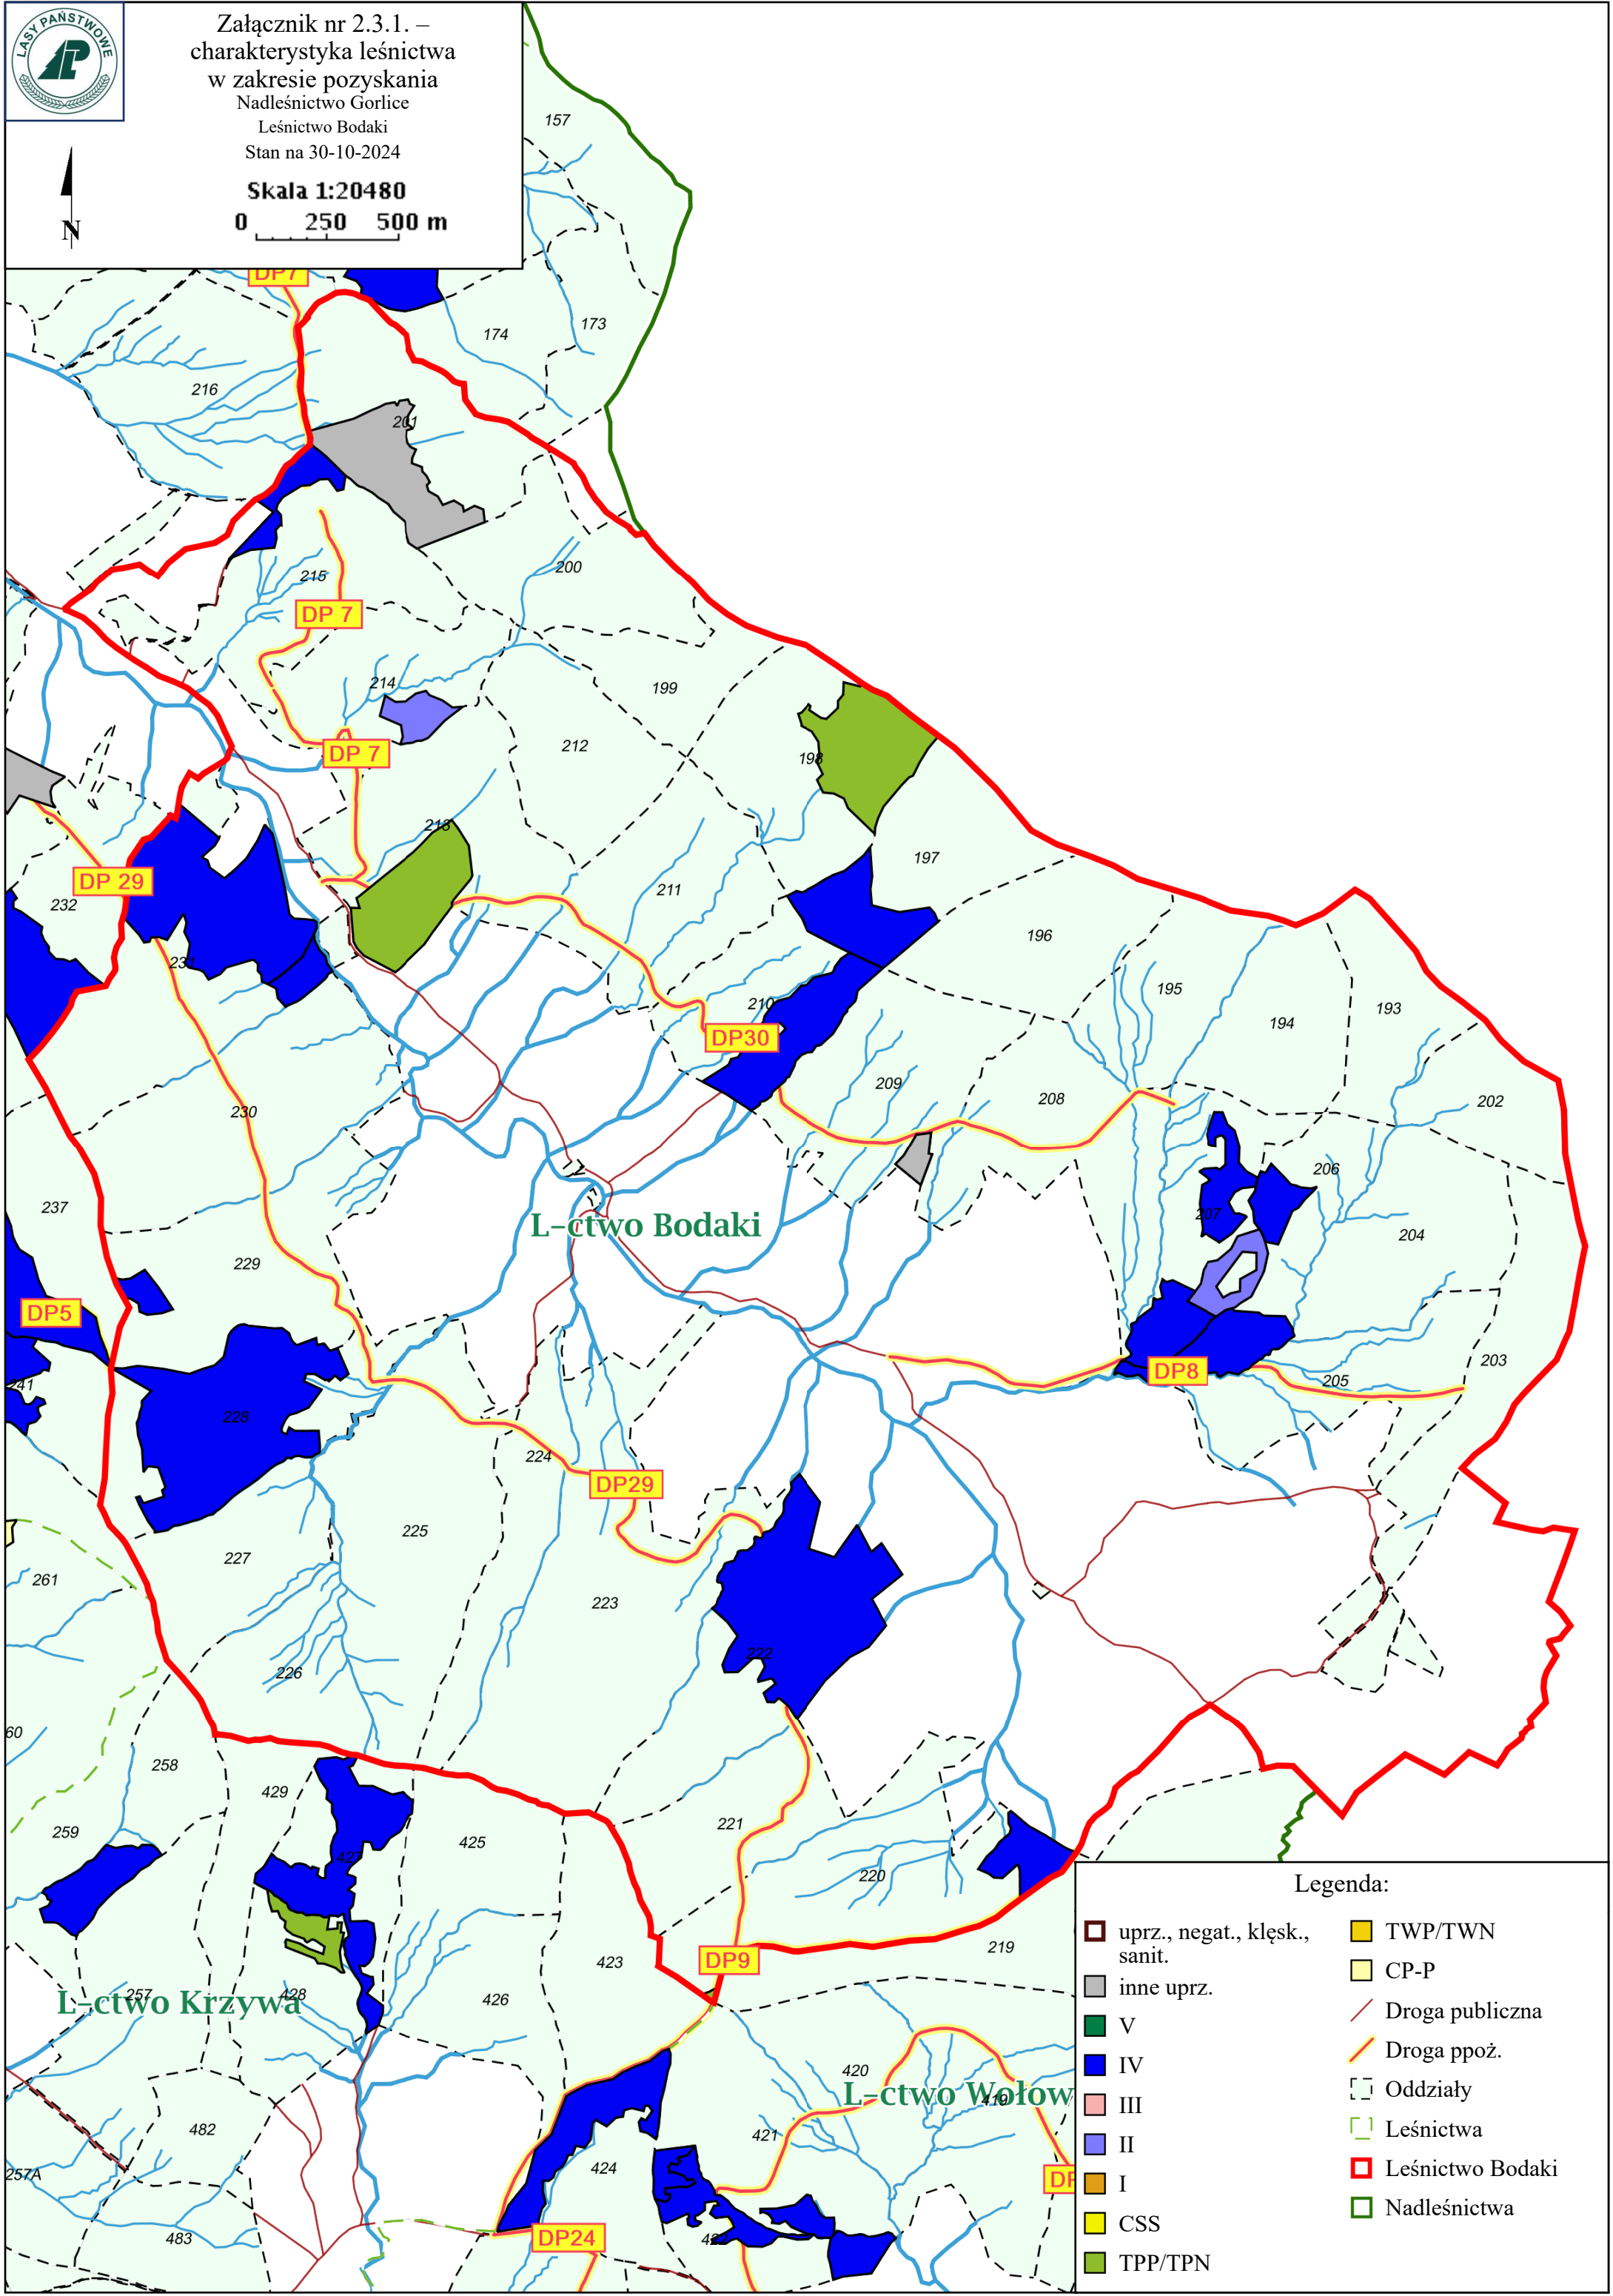 LASY PAŃSTWOWE
Załącznik nr 2.3.1. –
charakterystyka leśnictwa
w zakresie pozyskania
Nadleśnictwo Gorlice
Leśnictwo Bodaki
Stan na 30-10-2024
Skala 1:20480
0 250 500 m
N
157
DP7
174
173
216
201
200
215
DP 7
214
199
212
DP 7
198
213
197
DP 29
232
211
196
231
195
210
194
193
DP30
209
208
202
230
206
237
207
L-ctwo Bodaki
204
229
DP5
203
DP8
205
241
228
224
DP29
225
227
261
223
222
226
60
258
429
221
259
425
427
220
219
DP9
423
257
L-ctwo Krzywa
428
426
420
L-ctwo Wołow
419
482
421
424
257A
DP
483
DP24
422
Legenda:
uprz., negat., klęsk.,
sanit.
inne uprz.
V
IV
III
II
I
CSS
TPP/TPN
TWP/TWN
CP-P
Droga publiczna
Droga ppoż.
Oddziały
Leśnictwa
Leśnictwo Bodaki
Nadleśnictwa